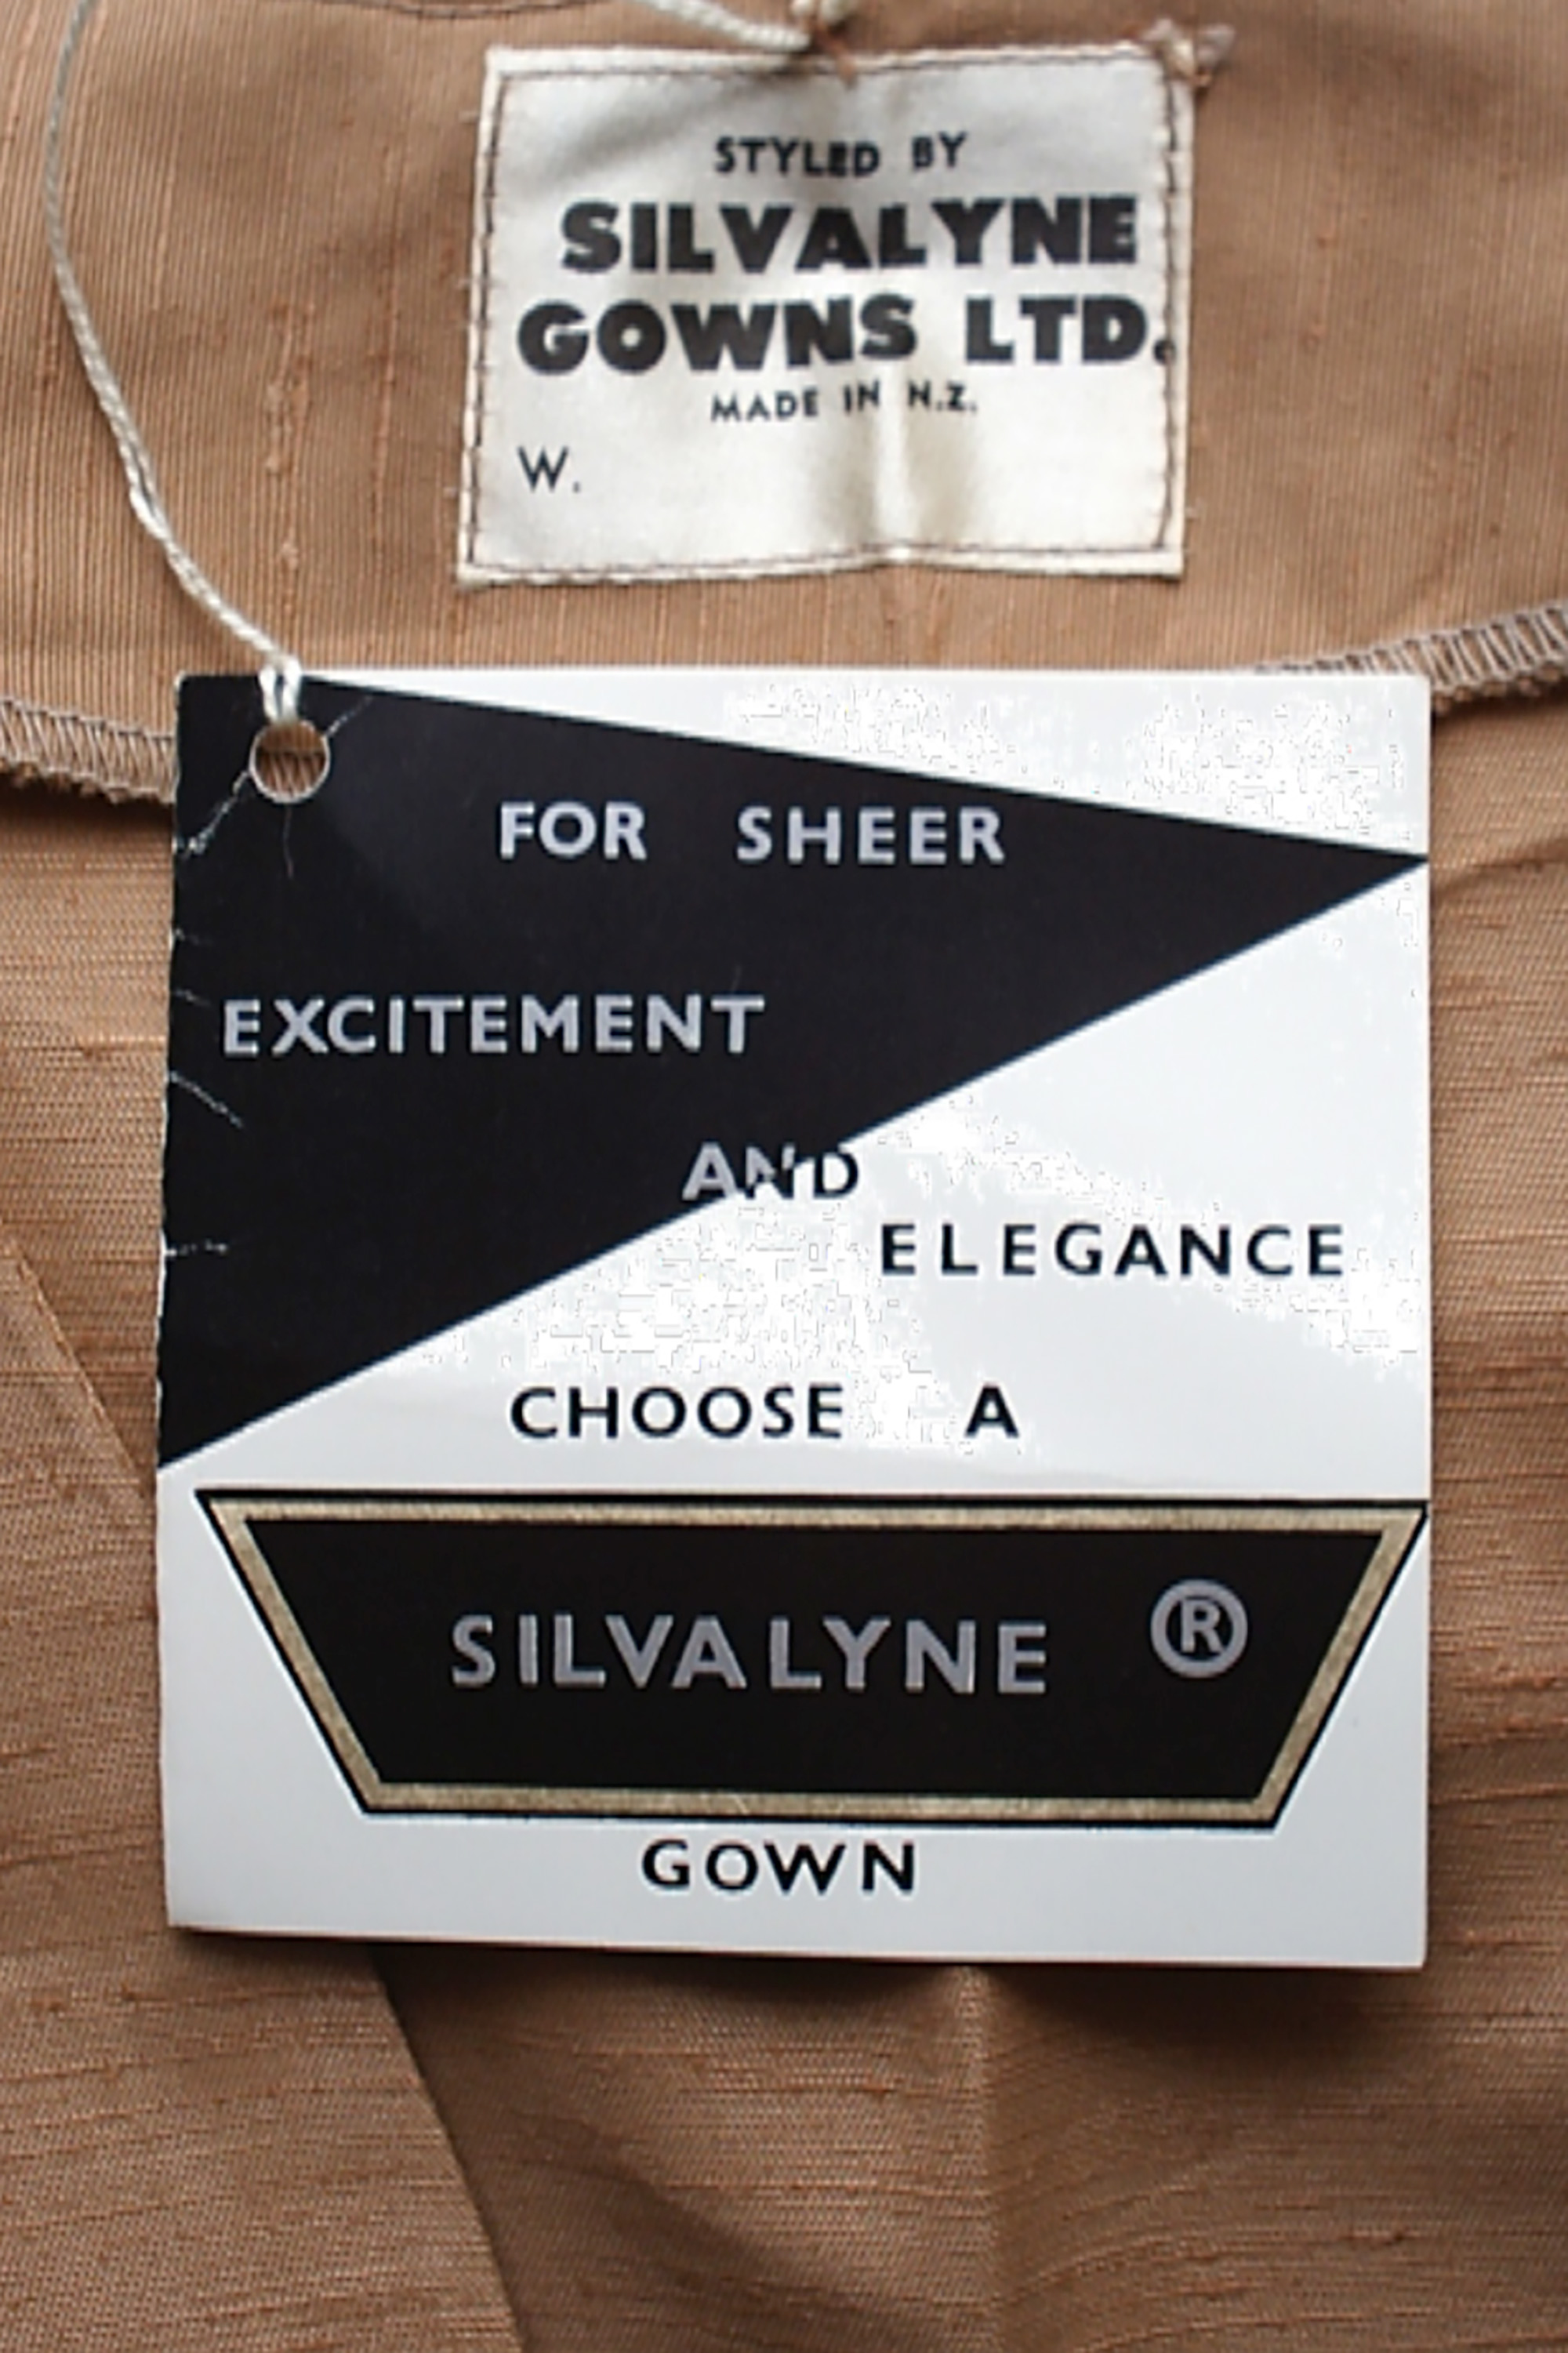 STYLED BY
SILVALYNE
GOWNS LTD.
MADE IN N.Z.
W.
FOR SHEER
EXCITEMENT
AND
ELEGANCE
CHOOSE A
SILVALYNE ®
GOWN